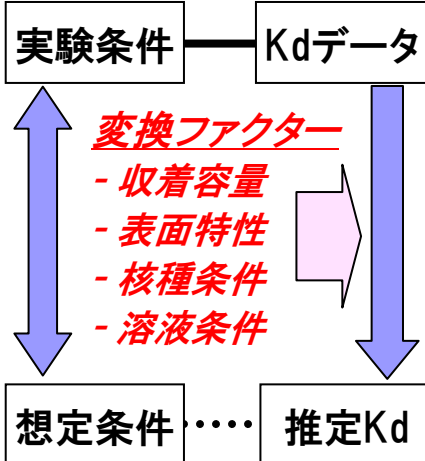 実験条件
Kdデータ
変換ファクター
- 収着容量
- 表面特性
- 核種条件
- 溶液条件
想定条件
推定Kd